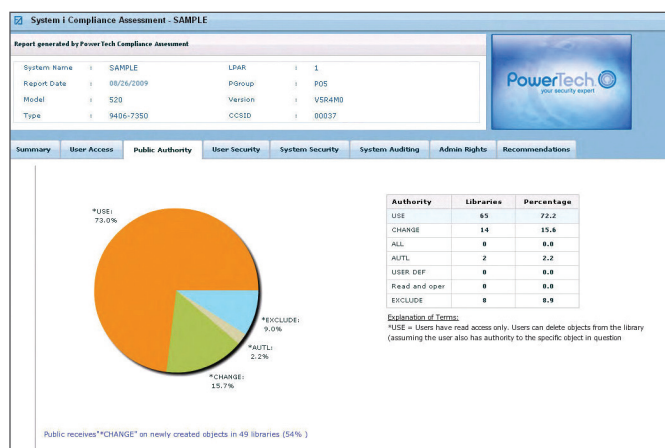 System i Compliance Assessment - SAMPLE
Report generated by PowerTech Compliance Assessment
System Name : SAMPLE LPAR : 1
Report Date : 08/26/2009 PGroup : P05
Model : 520 Version : V5R4M0
Type : 9406-7350 CCSID : 00037
PowerTech
your security expert
Summary User Access Public Authority User Security System Security System Auditing Admin Rights Recommendations
*USE:
73.0%
*EXCLUDE:
9.0%
*AUTL:
2.2%
*CHANGE:
15.7%
Authority Libraries Percentage
USE 65 72.2
CHANGE 14 15.6
ALL 0 0.0
AUTL 2 2.2
USER DEF 0 0.0
Read and oper 0 0.0
EXCLUDE 8 8.9
Explanation of Terms:
*USE = Users have read access only. Users can delete objects from the library
(assuming the user also has authority to the specific object in question
Public receives"*CHANGE" on newly created objects in 49 libraries (54% )